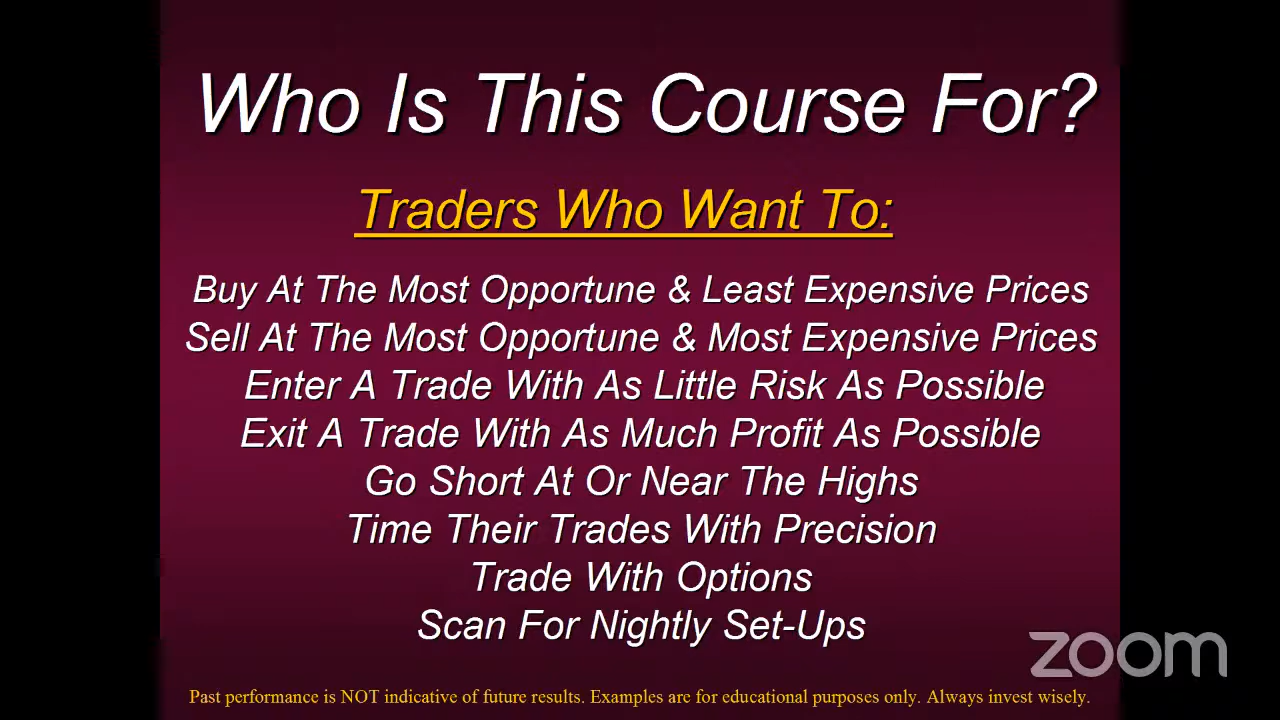 Who Is This Course For?
Traders Who Want To:
Buy At The Most Opportune & Least Expensive Prices
Sell At The Most Opportune & Most Expensive Prices
Enter A Trade With As Little Risk As Possible
Exit A Trade With As Much Profit As Possible
Go Short At Or Near The Highs
Time Their Trades With Precision
Trade With Options
Scan For Nightly Set-Ups
zoom
Past performance is NOT indicative of future results. Examples are for educational purposes only. Always invest wisely.